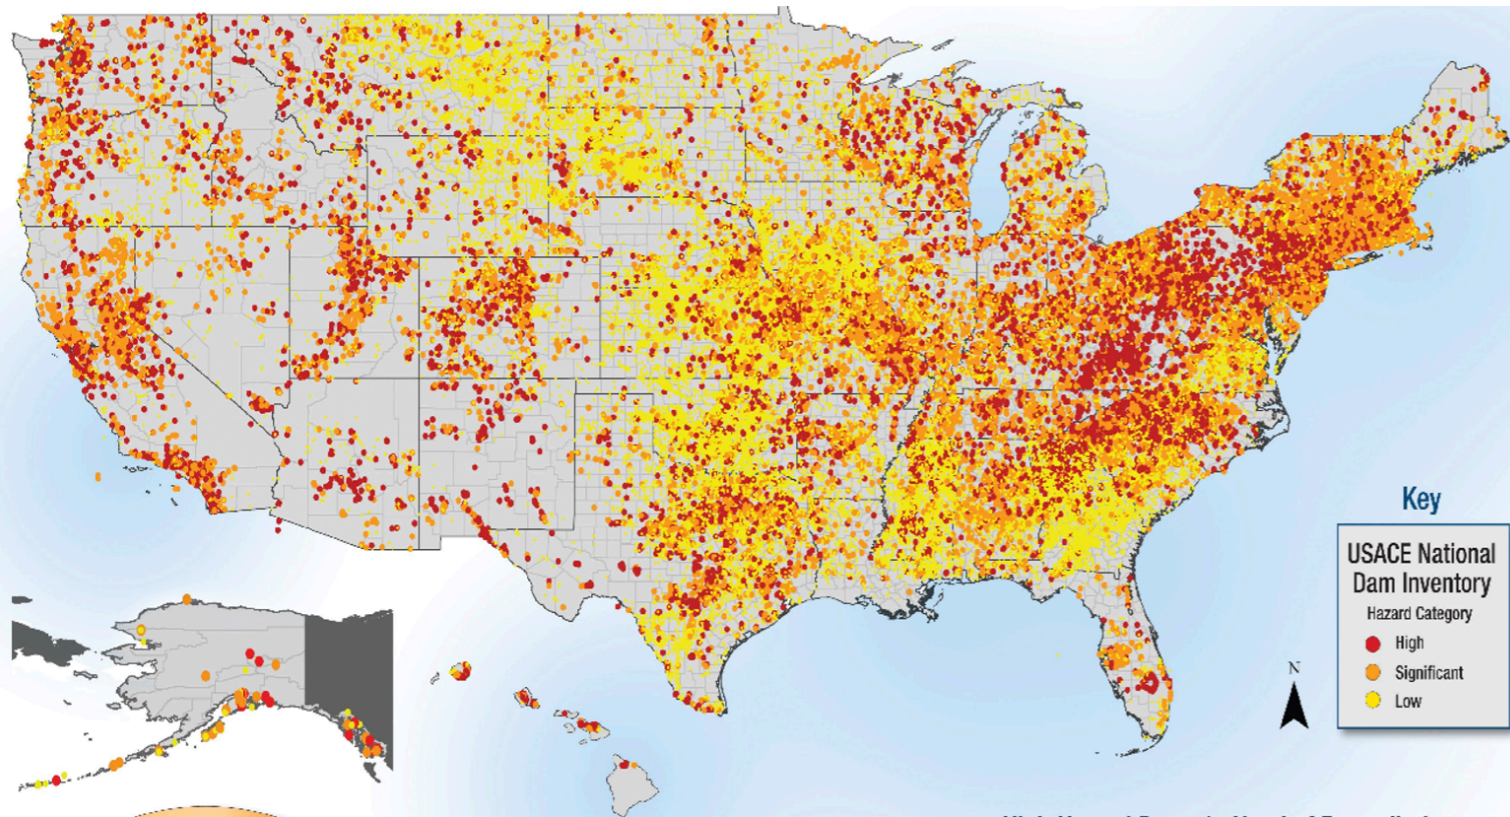 Key
USACE National
Dam Inventory
Hazard Category
High
Significant
Low
N